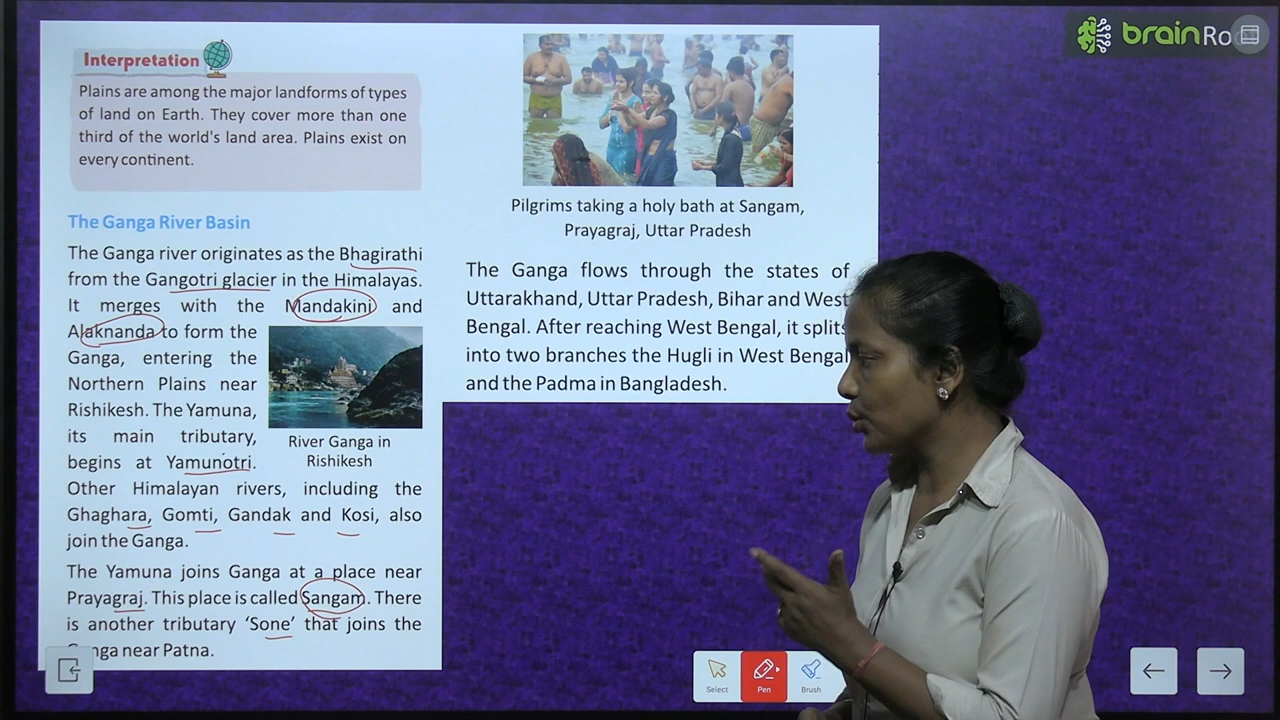 brainRo
Interpretation
Plains are among the major landforms of types
of land on Earth. They cover more than one
third of the world's land area. Plains exist on
every continent.
The Ganga River Basin
The Ganga river originates as the Bhagirathi
from the Gangotri glacier in the Himalayas.
It merges with the Mandakini and
Alaknanda to form the
Ganga, entering the
Northern Plains near
Rishikesh. The Yamuna,
its main tributary,
begins at Yamunotri.
River Ganga in
Rishikesh
Other Himalayan rivers, including the
Ghaghara, Gomti, Gandak and Kosi, also
join the Ganga.
The Yamuna joins Ganga at a place near
Prayagraj. This place is called Sangam. There
is another tributary ‘Sone’ that joins the
Ganga near Patna.
Pilgrims taking a holy bath at Sangam,
Prayagraj, Uttar Pradesh
The Ganga flows through the states of
Uttarakhand, Uttar Pradesh, Bihar and West
Bengal. After reaching West Bengal, it splits
into two branches the Hugli in West Bengal
and the Padma in Bangladesh.
Select
Pen
Brush